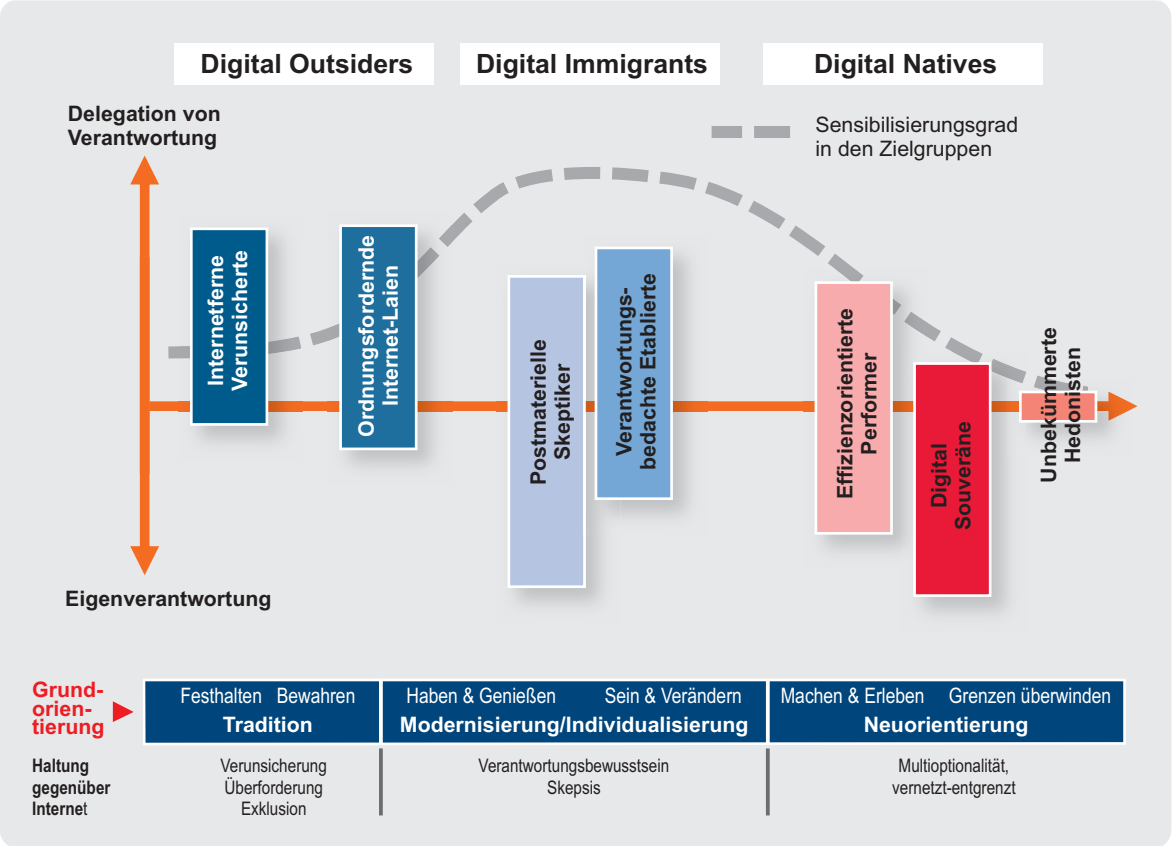 Digital Outsiders
Digital Immigrants
Digital Natives
Delegation von
Verantwortung
Sensibilisierungsgrad
in den Zielgruppen
Internetferne
Verunsicherte
Ordnungsfordernde
Internet-Laien
Postmaterielle
Skeptiker
Verantwortungs-
bedachte Etablierte
Effizienzorientierte
Performer
Digital
Souveräne
Unbekümmerte
Hedonisten
Eigenverantwortung
Grund-
orien-
tierung
Festhalten Bewahren
Tradition
Haben & Genießen Sein & Verändern
Modernisierung/Individualisierung
Machen & Erleben Grenzen überwinden
Neuorientierung
Haltung
gegenüber
Internet
Verunsicherung
Überforderung
Exklusion
Verantwortungsbewusstsein
Skepsis
Multioptionalität,
vernetzt-entgrenzt